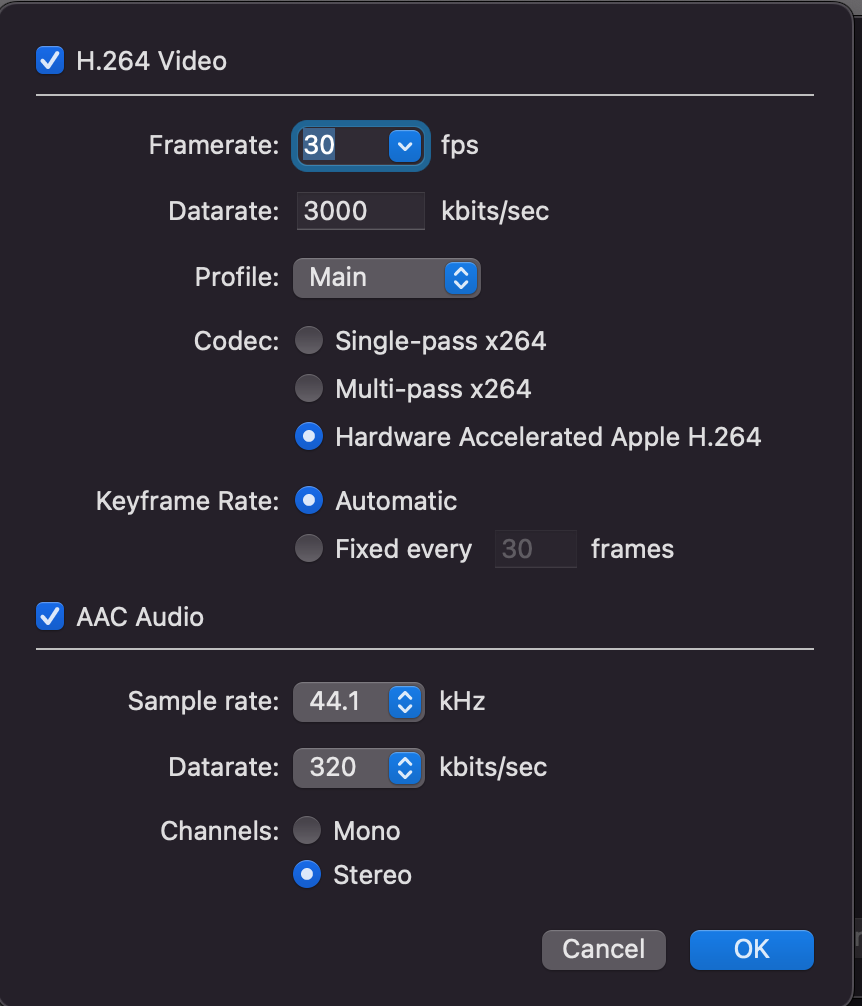 H.264 Video
Framerate: 30 fps
Datarate: 3000 kbits/sec
Profile: Main
Codec: Single-pass x264
Multi-pass x264
Hardware Accelerated Apple H.264
Keyframe Rate: Automatic
Fixed every 30 frames
AAC Audio
Sample rate: 44.1 kHz
Datarate: 320 kbits/sec
Channels: Mono
Stereo
Cancel OK